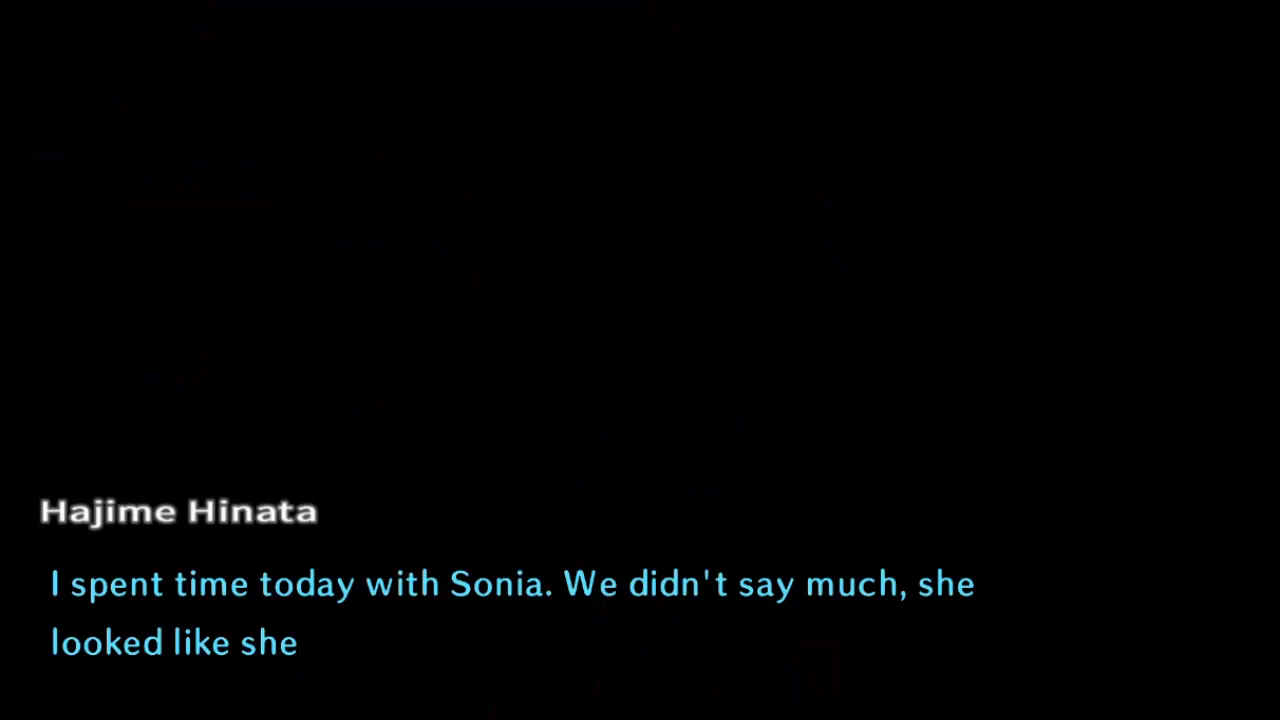 Hajime Hinata
I spent time today with Sonia. We didn't say much, she
looked like she